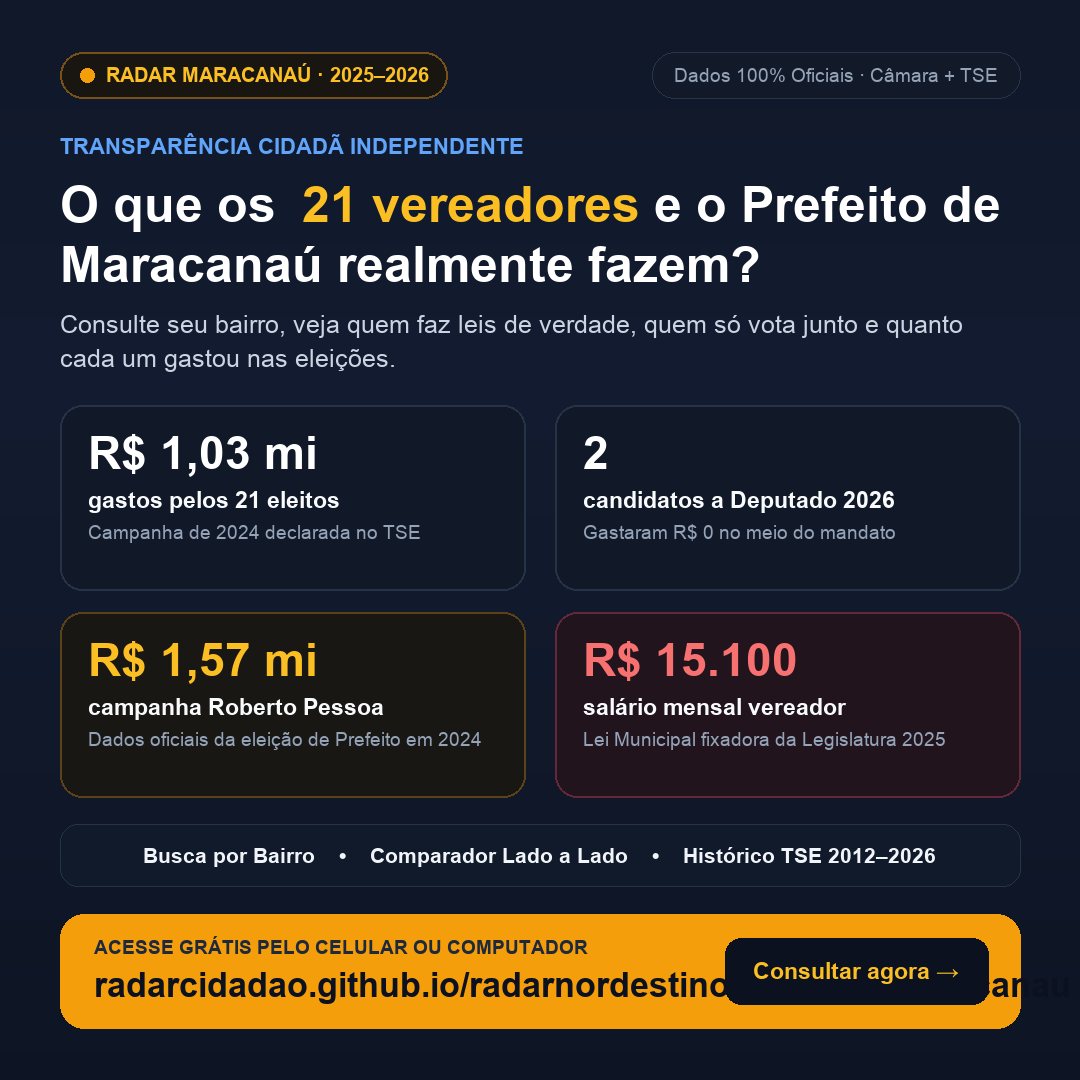 RADAR MARACANAÚ · 2025–2026
Dados 100% Oficiais · Câmara + TSE
TRANSPARÊNCIA CIDADÃ INDEPENDENTE
O que os 21 vereadores e o Prefeito de
Maracanaú realmente fazem?
Consulte seu bairro, veja quem faz leis de verdade, quem só vota junto e quanto
cada um gastou nas eleições.
R$ 1,03 mi
gastos pelos 21 eleitos
Campanha de 2024 declarada no TSE
2
candidatos a Deputado 2026
Gastaram R$ 0 no meio do mandato
R$ 1,57 mi
campanha Roberto Pessoa
Dados oficiais da eleição de Prefeito em 2024
R$ 15.100
salário mensal vereador
Lei Municipal fixadora da Legislatura 2025
Busca por Bairro • Comparador Lado a Lado • Histórico TSE 2012–2026
ACESSE GRÁTIS PELO CELULAR OU COMPUTADOR
radarcidadao.github.io/radarnordestino
Consultar agora →